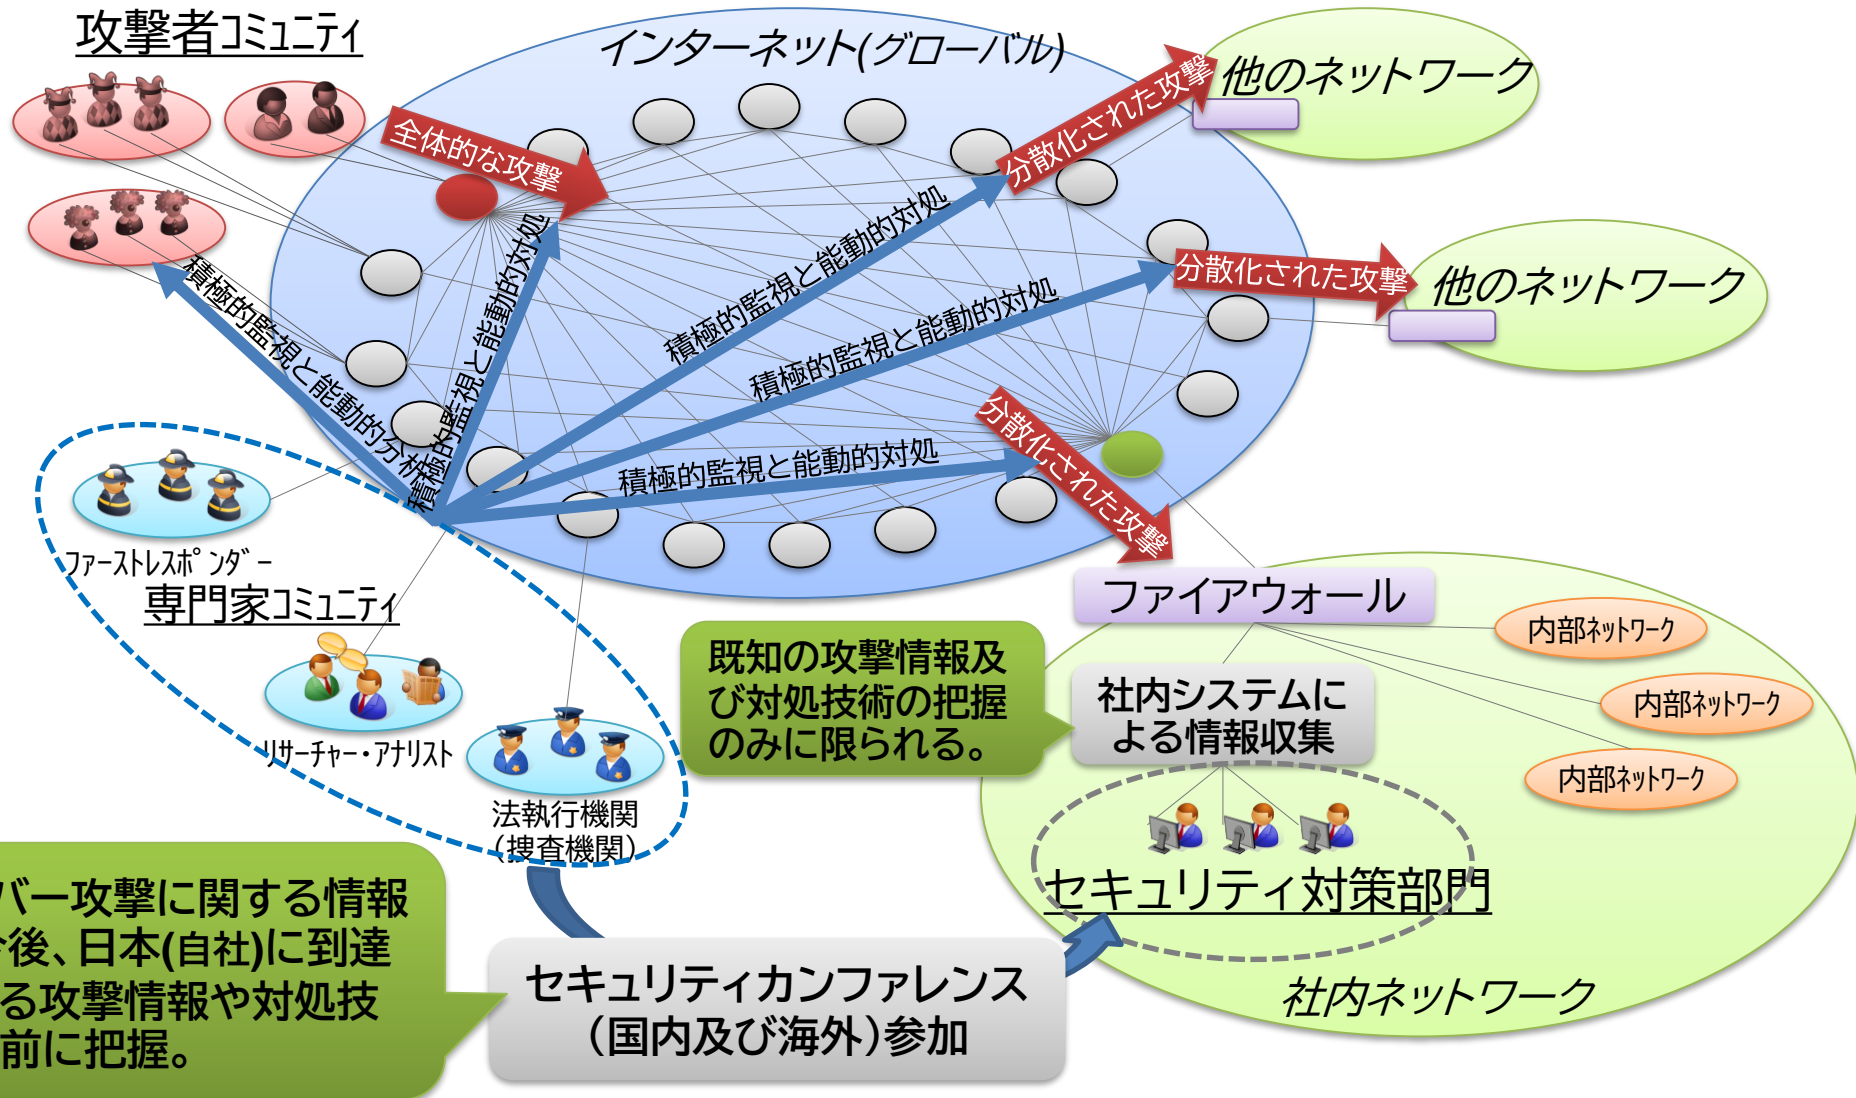 攻撃者コミュニティ
インターネット(グローバル)
他のネットワーク
分散化された攻撃
全体的な攻撃
他のネットワーク
分散化された攻撃
積極的監視と能動的分析
積極的監視と能動的対処
積極的監視と能動的対処
積極的監視と能動的対処
積極的監視と能動的対処
分散化された攻撃
ファーストレスポンダー
専門家コミュニティ
リサーチャー・アナリスト
法執行機関
（捜査機関）
ファイアウォール
内部ネットワーク
内部ネットワーク
内部ネットワーク
既知の攻撃情報及
び対処技術の把握
のみに限られる。
社内システムに
よる情報収集
セキュリティ対策部門
社内ネットワーク
バー攻撃に関する情報
後、日本(自社)に到達
る攻撃情報や対処技
前に把握。
セキュリティカンファレンス
（国内及び海外）参加